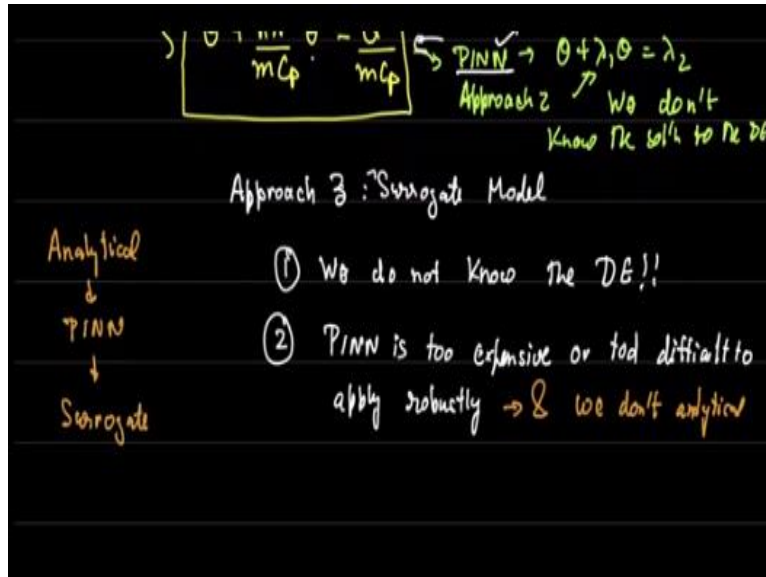 θ + θ =
mCp mCp
PINN → θ + λ₁θ = λ₂
Approach 2 We don't
Know the sol'n to the DE
Approach 3 : Surrogate Model
Analytical
↓
PINN
↓
Surrogate
① We do not Know the DE!!
② PINN is too expensive or too difficult to
apply robustly → & we don't analytical